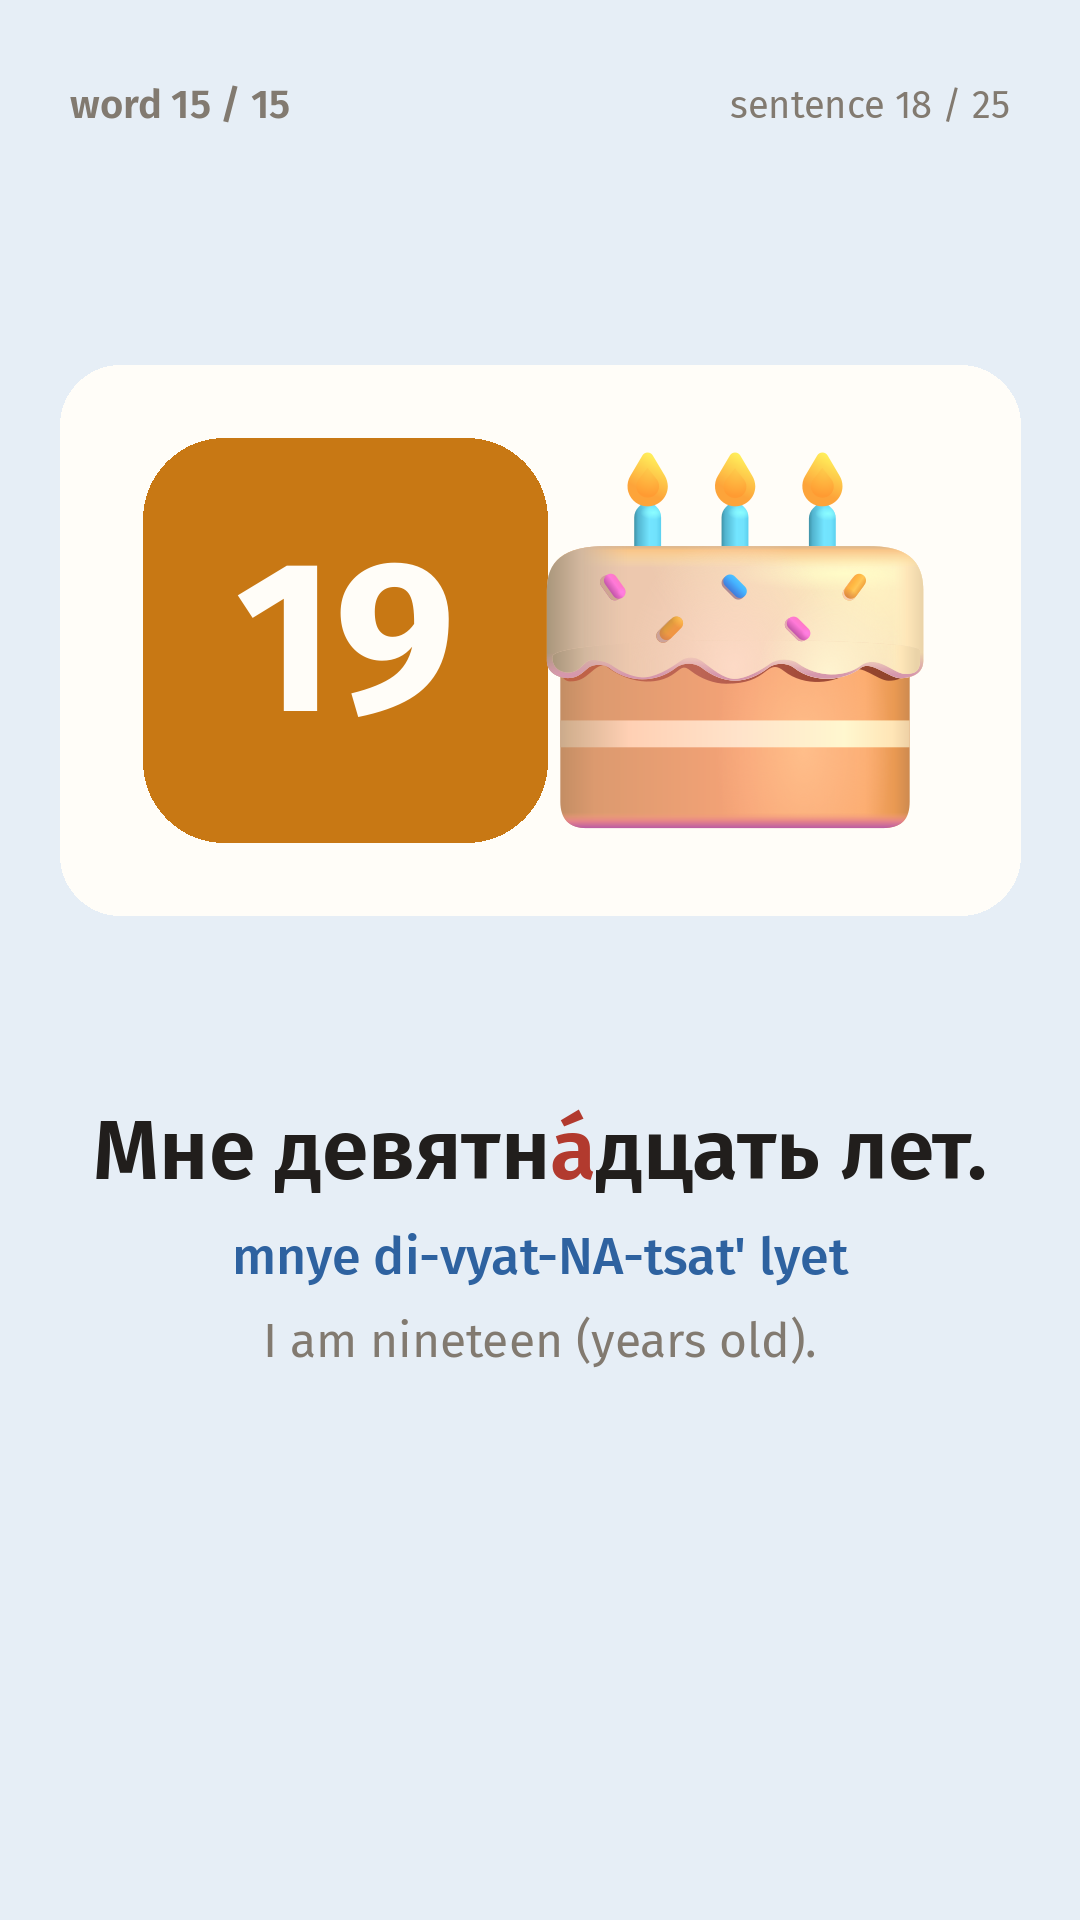 word 15 / 15
sentence 18 / 25
19
Мне девятна́дцать лет.
mnye di-vyat-NA-tsat' lyet
I am nineteen (years old).